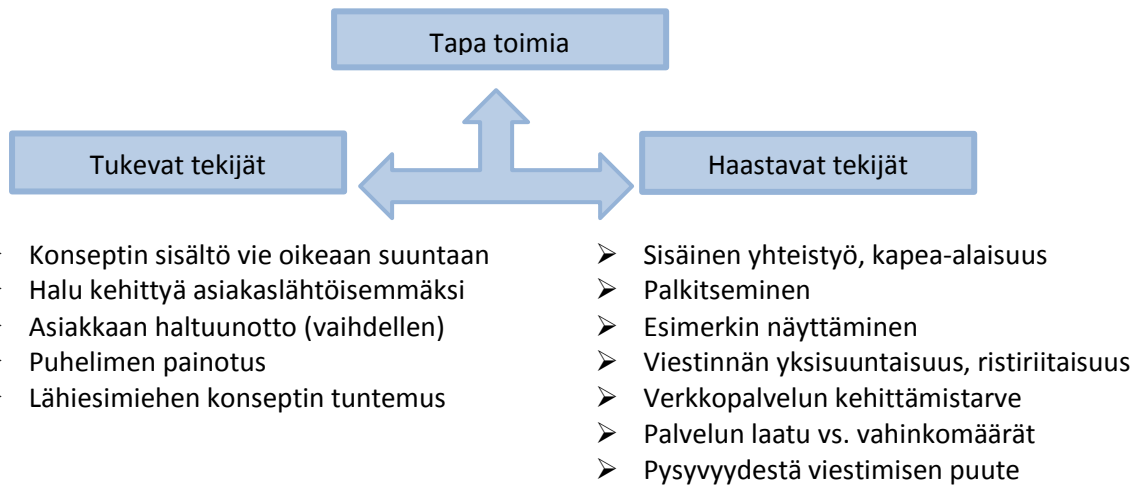 Tapa toimia
Tukevat tekijät
Haastavat tekijät
Konseptin sisältö vie oikeaan suuntaan
Halu kehittyä asiakaslähtöisemmäksi
Asiakkaan haltuunotto (vaihdellen)
Puhelimen painotus
Lähiesimiehen konseptin tuntemus
Sisäinen yhteistyö, kapea-alaisuus
Palkitseminen
Esimerkin näyttäminen
Viestinnän yksisuuntaisuus, ristiriitaisuus
Verkkopalvelun kehittämistarve
Palvelun laatu vs. vahinkomäärät
Pysyvyydestä viestimisen puute